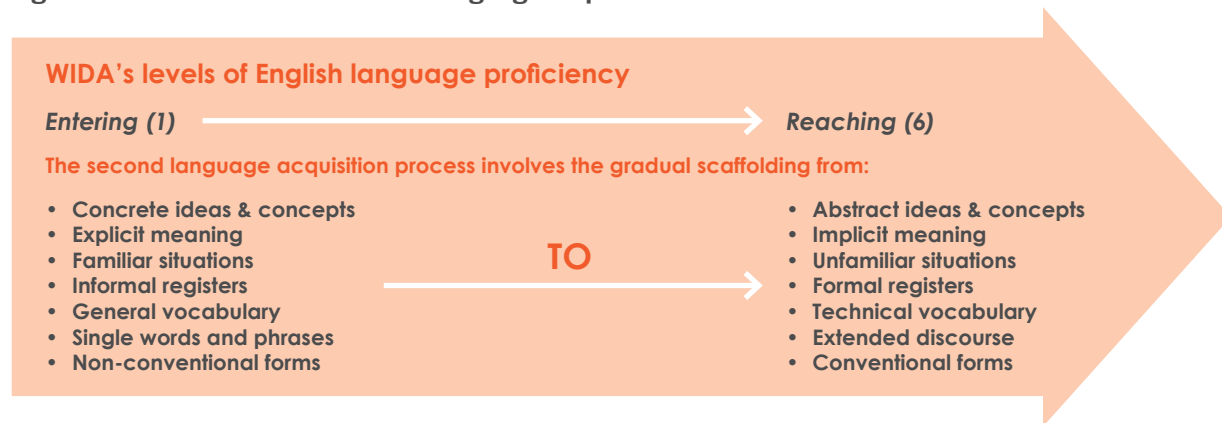 WIDA's levels of English language proficiency
Entering (1)
Reaching (6)
The second language acquisition process involves the gradual scaffolding from:
• Concrete ideas & concepts
• Explicit meaning
• Familiar situations
• Informal registers
• General vocabulary
• Single words and phrases
• Non-conventional forms
TO
• Abstract ideas & concepts
• Implicit meaning
• Unfamiliar situations
• Formal registers
• Technical vocabulary
• Extended discourse
• Conventional forms